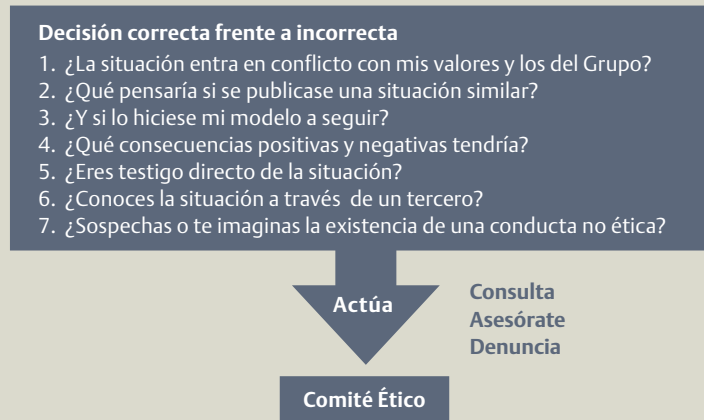 Decisión correcta frente a incorrecta
1. ¿La situación entra en conflicto con mis valores y los del Grupo?
2. ¿Qué pensaría si se publicase una situación similar?
3. ¿Y si lo hiciese mi modelo a seguir?
4. ¿Qué consecuencias positivas y negativas tendría?
5. ¿Eres testigo directo de la situación?
6. ¿Conoces la situación a través de un tercero?
7. ¿Sospechas o te imaginas la existencia de una conducta no ética?
Actúa
Consulta
Asesórate
Denuncia
Comité Ético